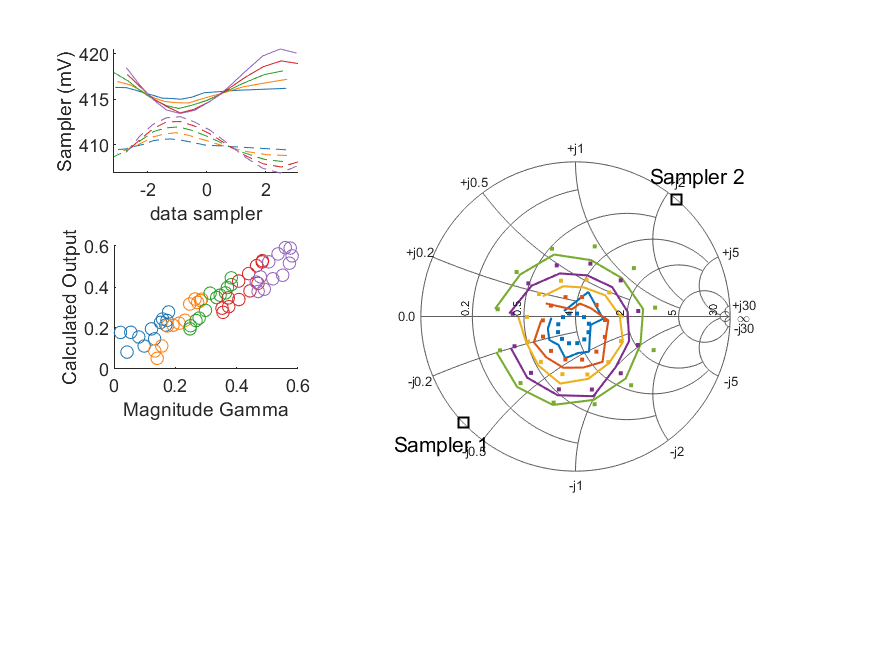 420
415
410
Sampler (mV)
-2
0
2
data sampler
0.6
0.4
0.2
0
Calculated Output
0
0.2
0.4
0.6
Magnitude Gamma
+j1
Sampler 2
+j2
+j0.5
+j0.2
+j5
0.0
0.2
0.5
1
2
5
30
+j30
∞
-j30
-j0.2
-j5
Sampler 1
-j0.5
-j2
-j1